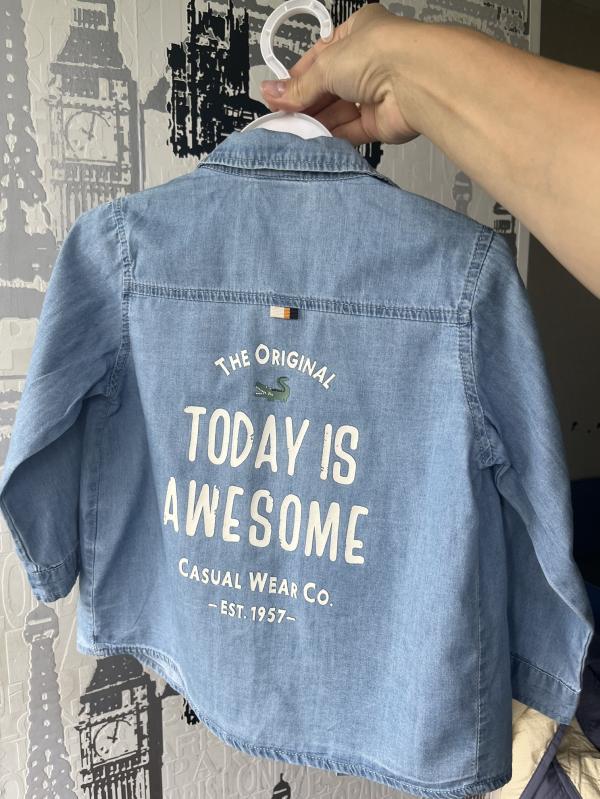 The Original
TODAY IS
AWESOME
Casual Wear Co.
–EST. 1957–